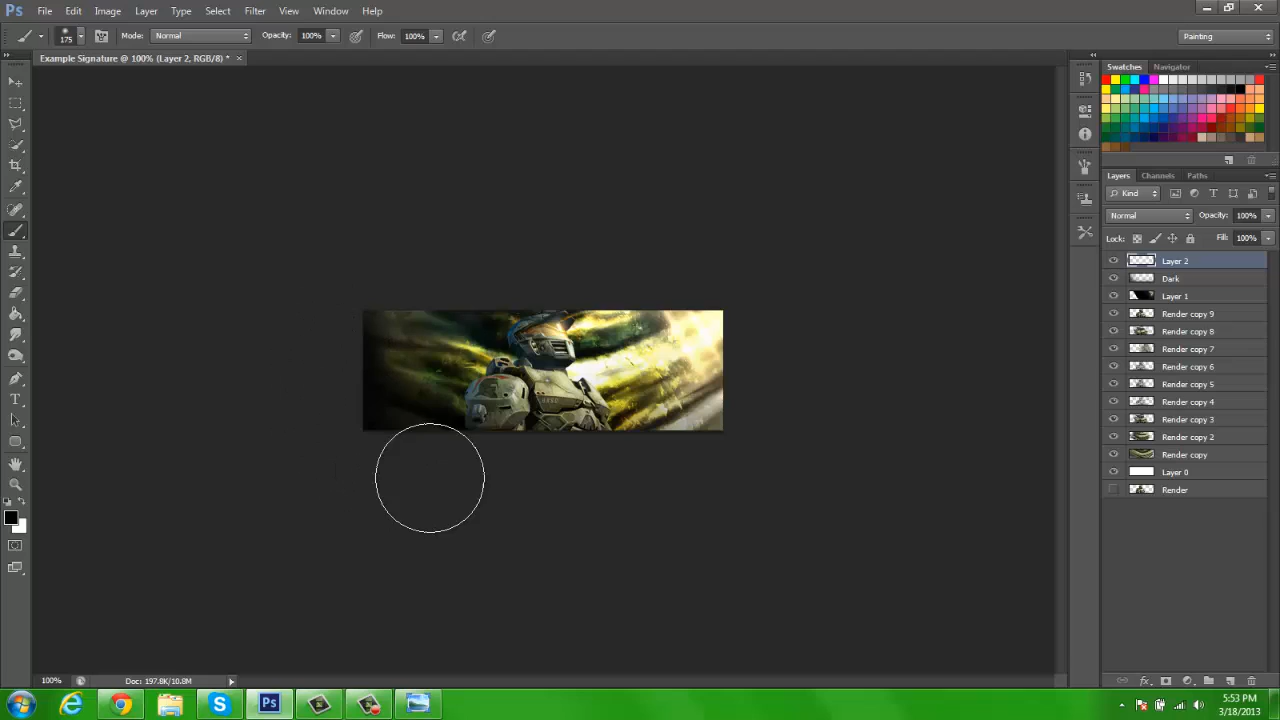 Ps File Edit Image Layer Type Select Filter View Window Help
175 Mode: Normal Opacity: 100% Flow: 100% Painting
Example Signature @ 100% (Layer 2, RGB/8) * ×
Swatches Navigator
Layers Channels Paths
Kind
Normal Opacity: 100%
Lock: Fill: 100%
Layer 2
Dark
Layer 1
Render copy 9
Render copy 8
Render copy 7
Render copy 6
Render copy 5
Render copy 4
Render copy 3
Render copy 2
Render copy
Layer 0
Render
100% Doc: 197.8K/10.8M
5:53 PM
3/18/2013